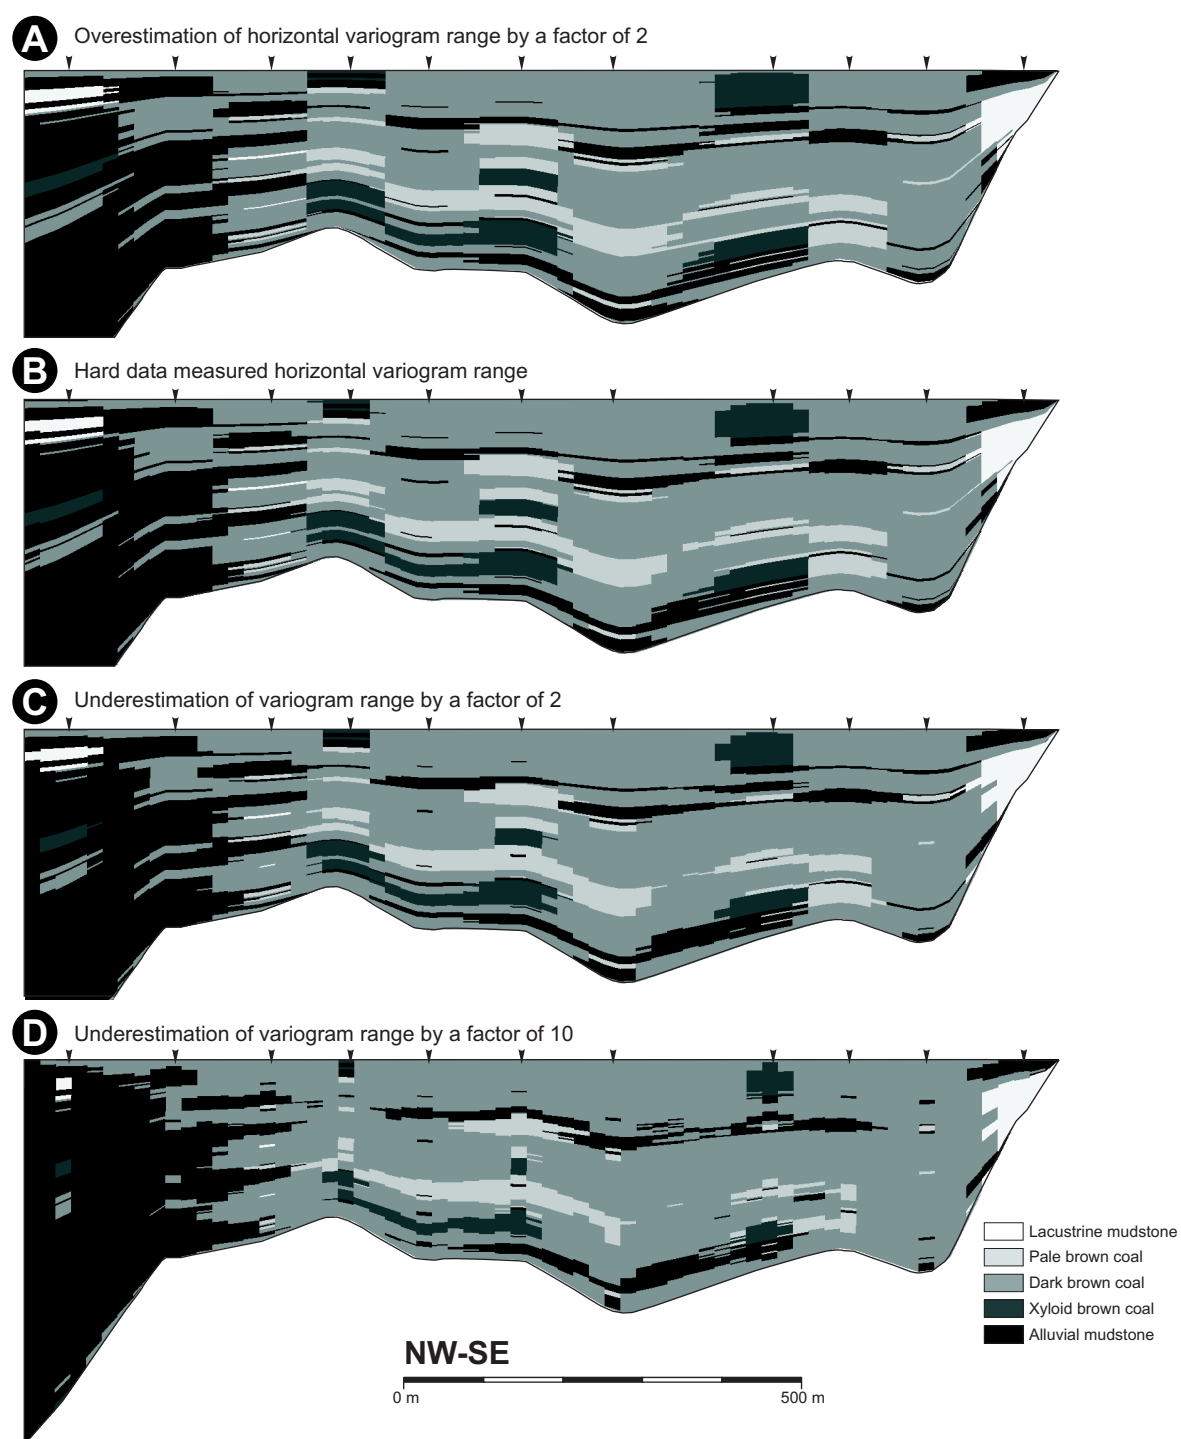 A Overestimation of horizontal variogram range by a factor of 2
B Hard data measured horizontal variogram range
C Underestimation of variogram range by a factor of 2
D Underestimation of variogram range by a factor of 10
Lacustrine mudstone
Pale brown coal
Dark brown coal
Xyloid brown coal
Alluvial mudstone
NW-SE
0 m 500 m